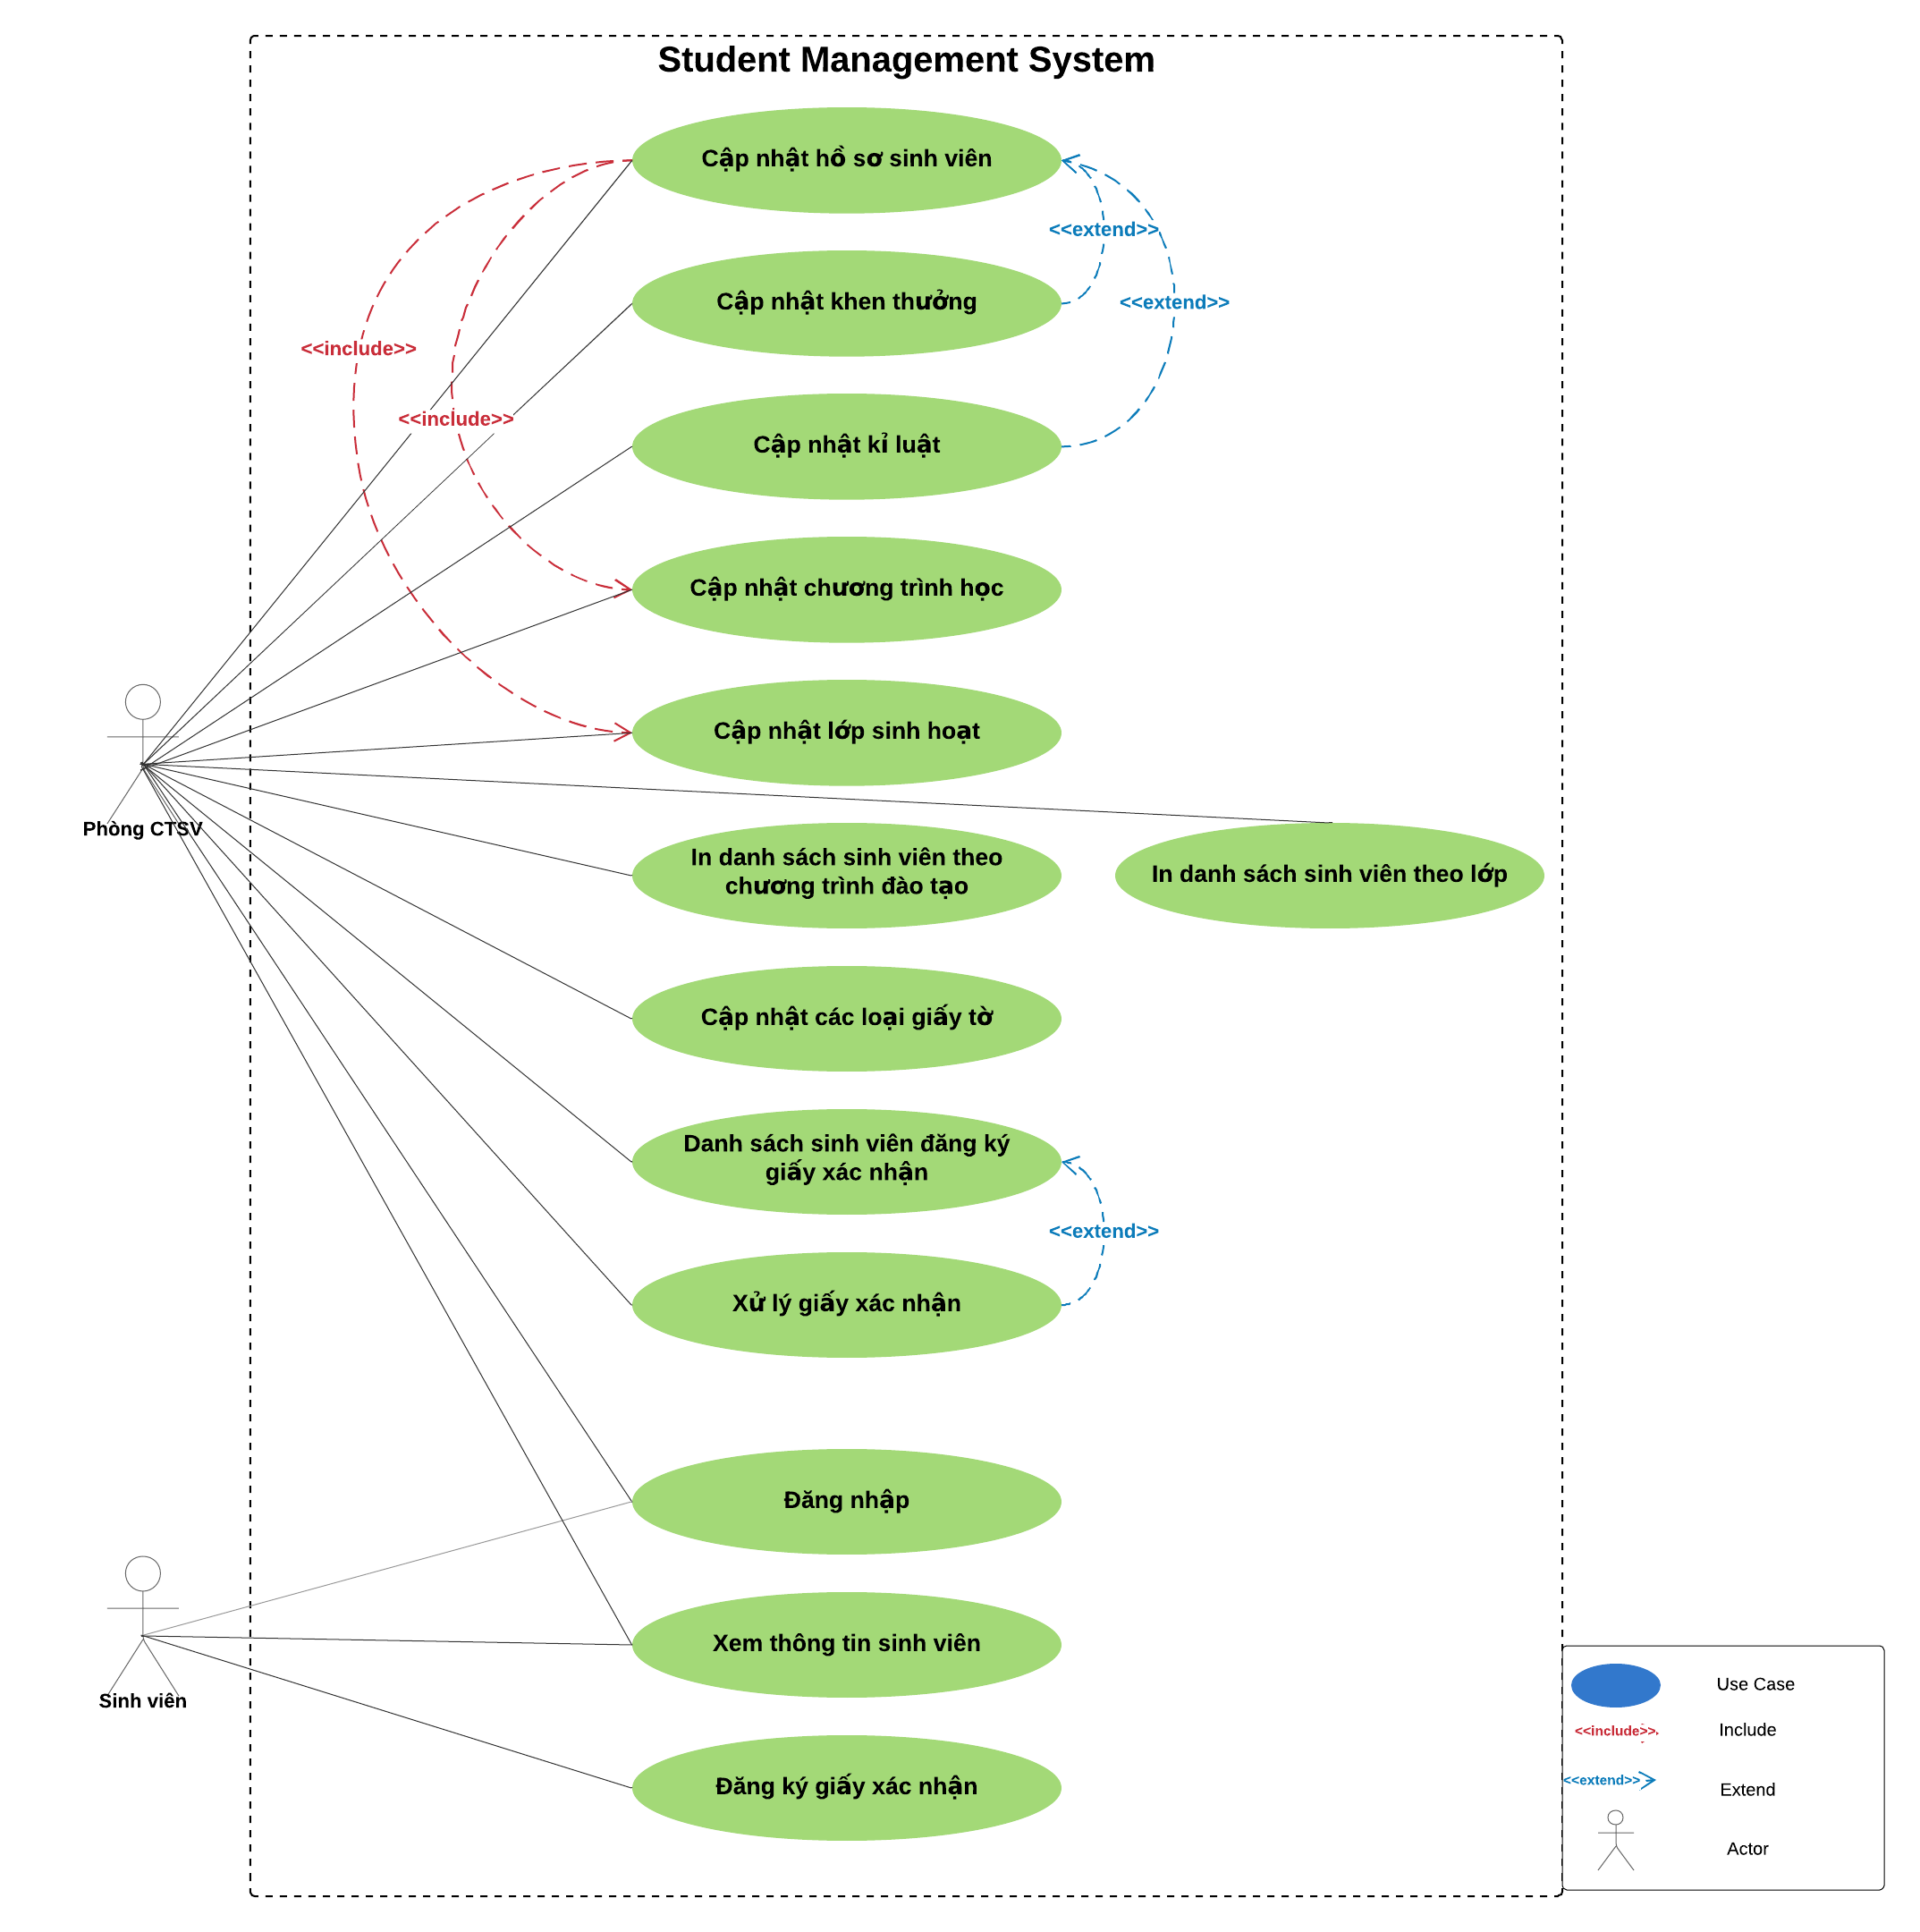 Student Management System
Cập nhật hồ sơ sinh viên
<<extend>>
Cập nhật khen thưởng
<<extend>>
<<include>>
<<include>>
Cập nhật kỉ luật
Cập nhật chương trình học
Cập nhật lớp sinh hoạt
Phòng CTSV
In danh sách sinh viên theo
chương trình đào tạo
In danh sách sinh viên theo lớp
Cập nhật các loại giấy tờ
Danh sách sinh viên đăng ký
giấy xác nhận
<<extend>>
Xử lý giấy xác nhận
Đăng nhập
Xem thông tin sinh viên
Sinh viên
Đăng ký giấy xác nhận
Use Case
<<include>>
Include
<<extend>>
Extend
Actor